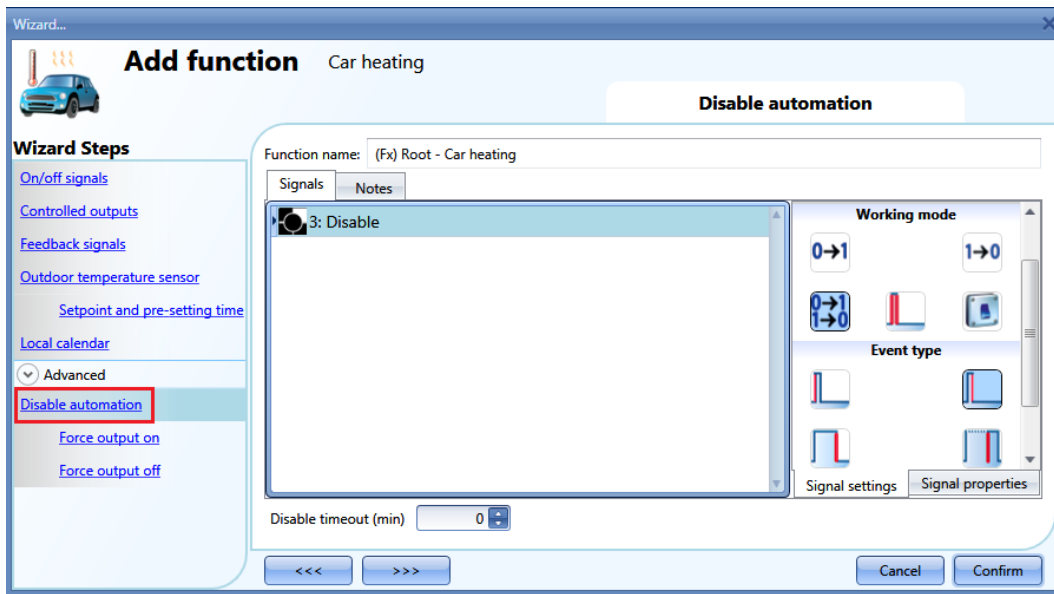 Wizard...
Add function Car heating
Disable automation
Wizard Steps
On/off signals
Controlled outputs
Feedback signals
Outdoor temperature sensor
Setpoint and pre-setting time
Local calendar
Advanced
Disable automation
Force output on
Force output off
Function name: (Fx) Root - Car heating
Signals Notes
3: Disable
Working mode
0→1 1→0
0→1
1→0
Event type
Signal settings Signal properties
Disable timeout (min) 0
<<< >>> Cancel Confirm